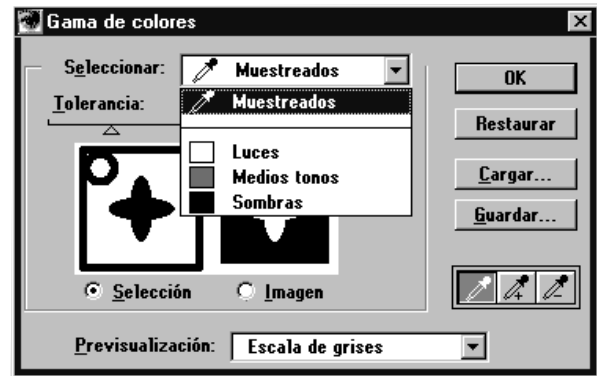 Gama de colores
Seleccionar: Muestreados
Tolerancia: Muestreados
Luces
Medios tonos
Sombras
Selección Imagen
Previsualización: Escala de grises
OK
Restaurar
Cargar...
Guardar...